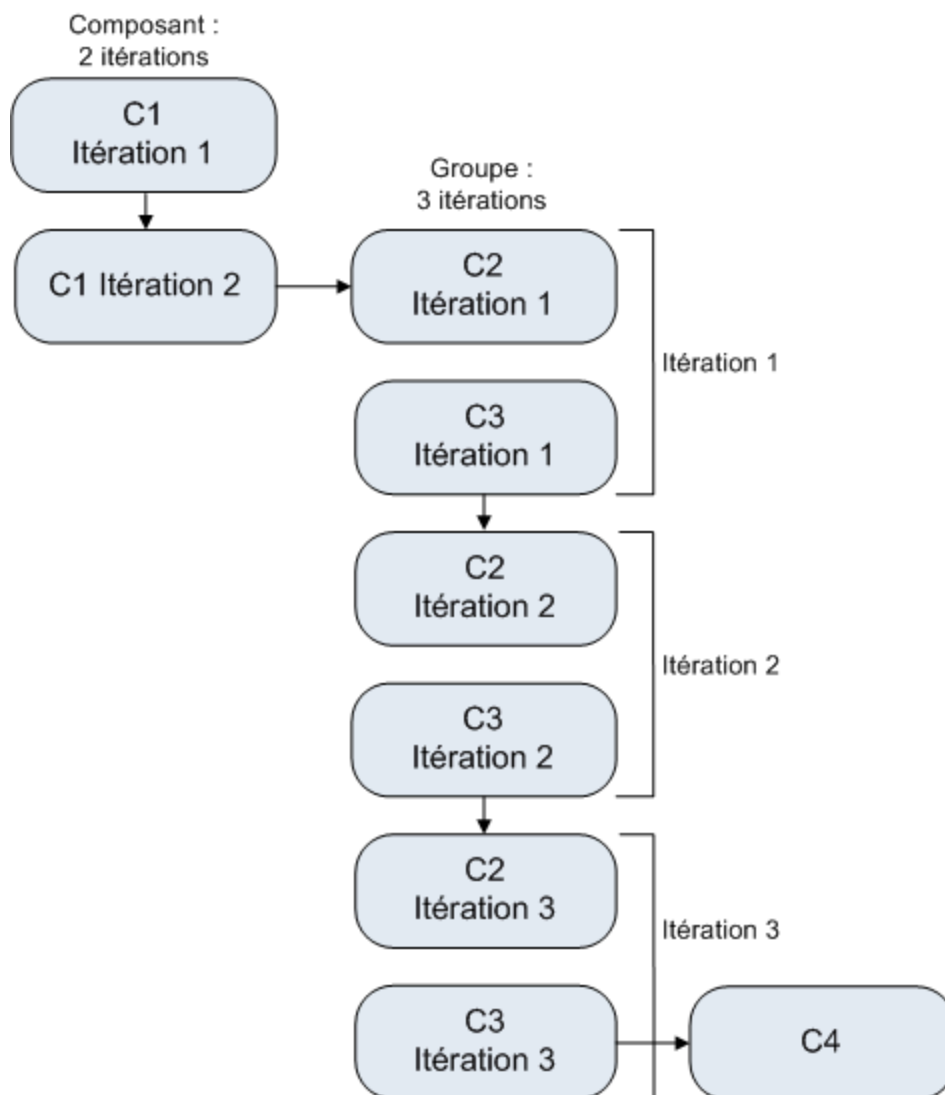 Composant :
2 itérations
C1
Itération 1
Groupe :
3 itérations
C1 Itération 2
C2
Itération 1
Itération 1
C3
Itération 1
C2
Itération 2
Itération 2
C3
Itération 2
C2
Itération 3
Itération 3
C3
Itération 3
C4